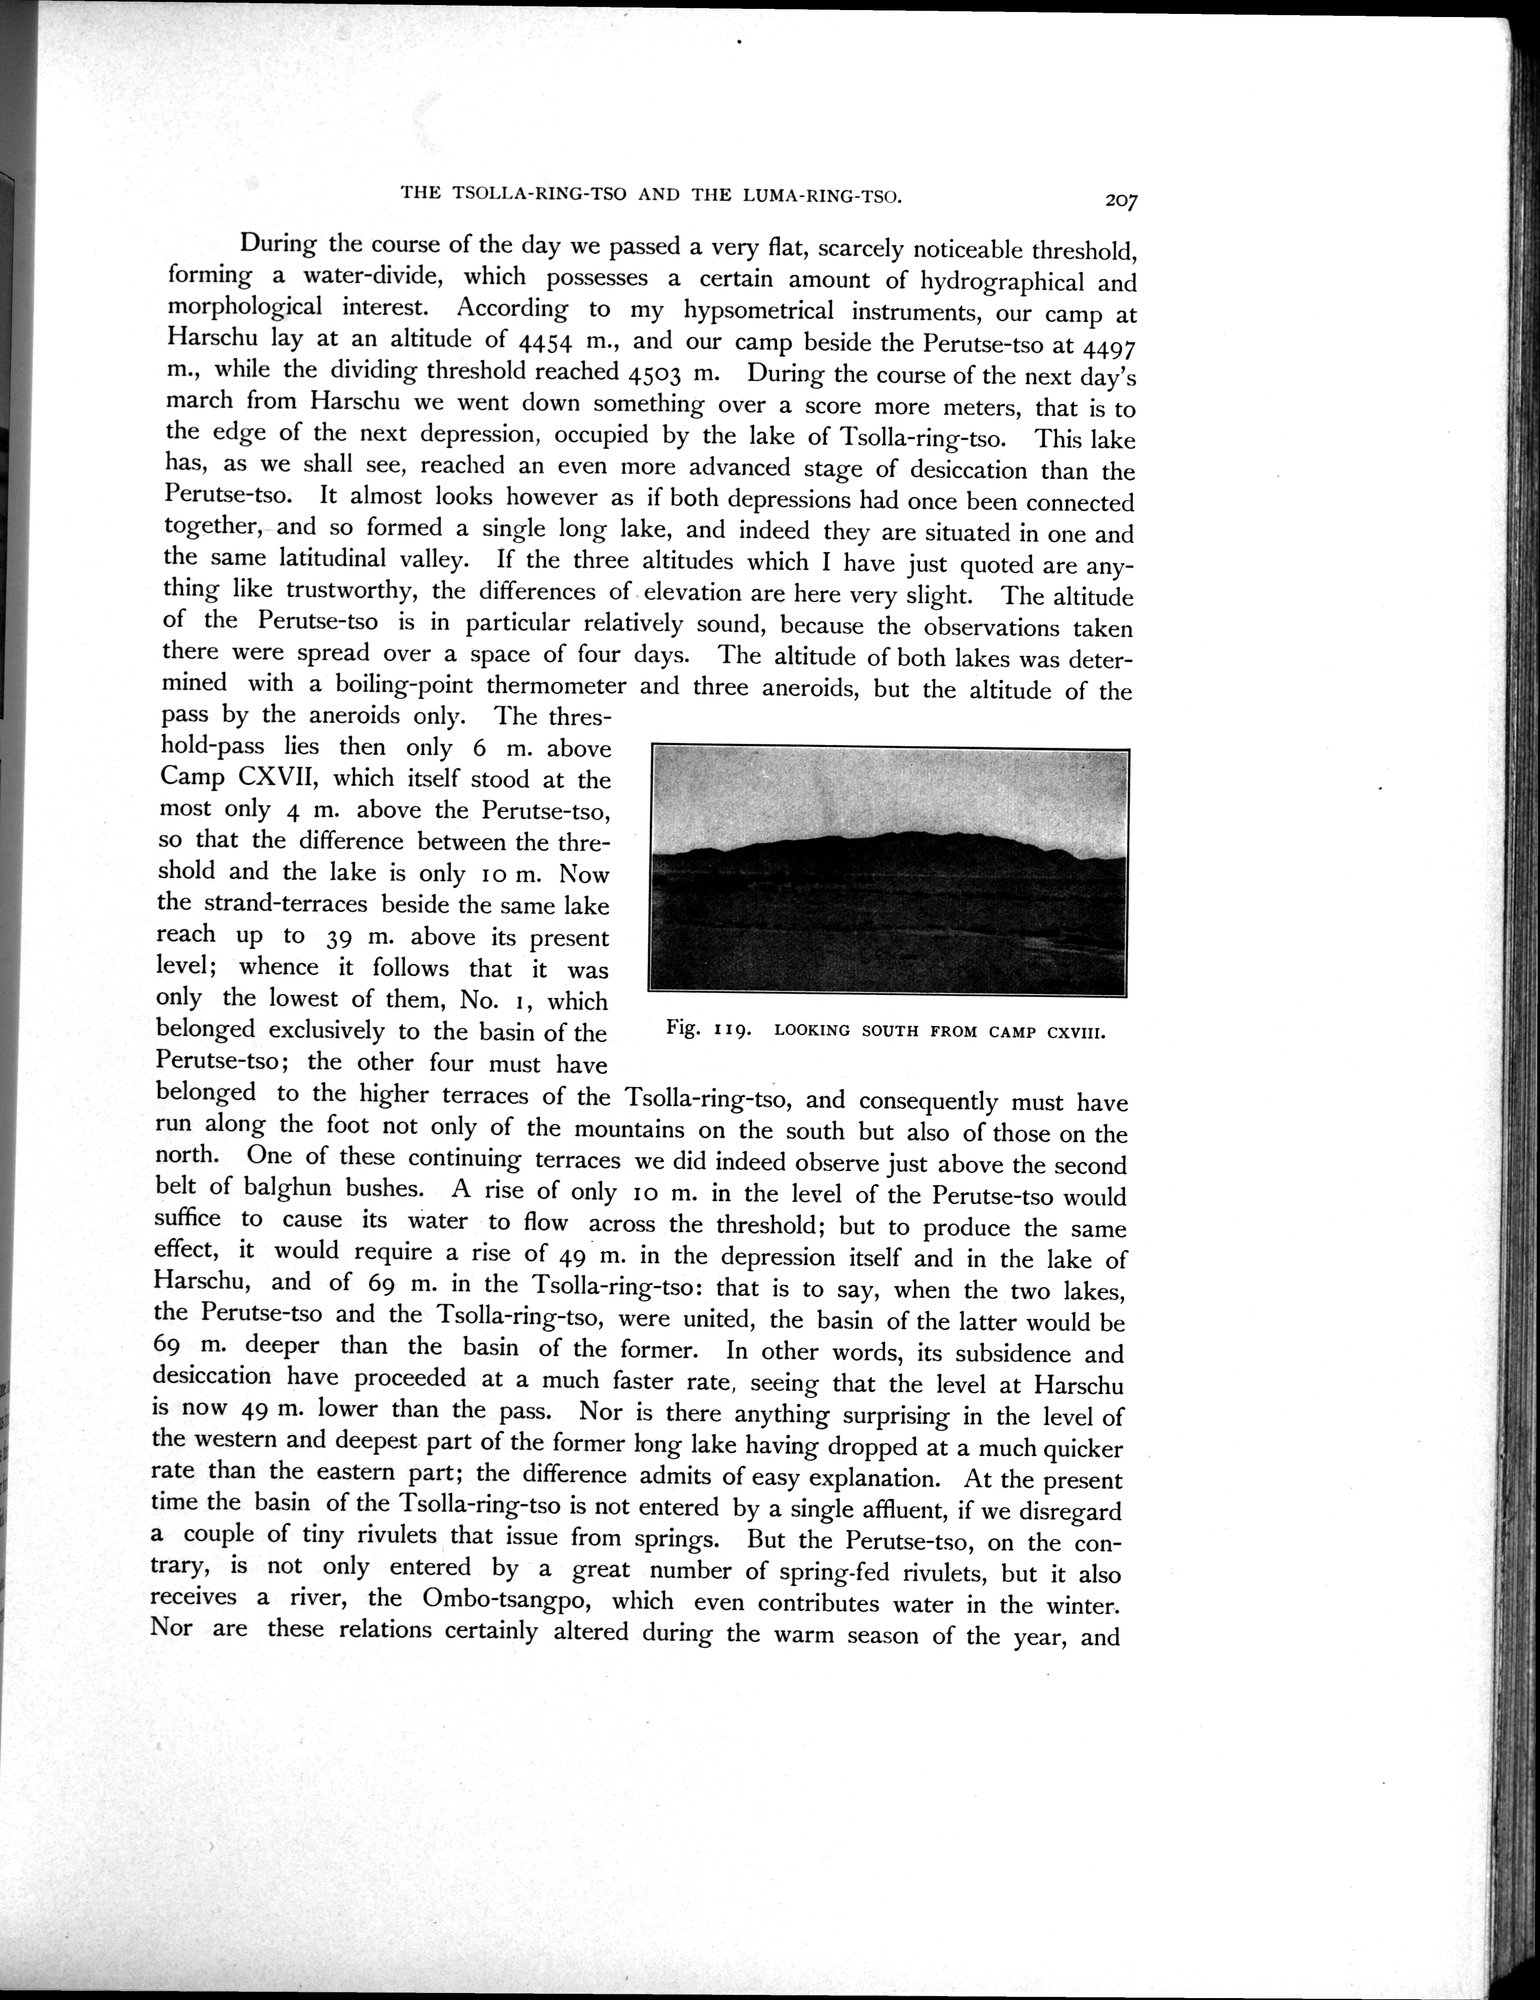 THE TSOLLA-RING-TSO AND THE LUMA-RING-TSO. 207
During the course of the day we passed a very flat, scarcely noticeable threshold,
forming a water-divide, which possesses a certain amount of hydrographical and
morphological interest. According to my hypsometrical instruments, our camp at
Harschu lay at an altitude of 4454 m., and our camp beside the Perutse-tso at 4497
m., while the dividing threshold reached 4503 m. During the course of the next day's
march from Harschu we went down something over a score more meters, that is to
the edge of the next depression, occupied by the lake of Tsolla-ring-tso. This lake
has, as we shall see, reached an even more advanced stage of desiccation than the
Perutse-tso. It almost looks however as if both depressions had once been connected
together, and so formed a single long lake, and indeed they are situated in one and
the same latitudinal valley. If the three altitudes which I have just quoted are any-
thing like trustworthy, the differences of elevation are here very slight. The altitude
of the Perutse-tso is in particular relatively sound, because the observations taken
there were spread over a space of four days. The altitude of both lakes was deter-
mined with a boiling-point thermometer and three aneroids, but the altitude of the
pass by the aneroids only. The thres-
hold-pass lies then only 6 m. above
Camp CXVII, which itself stood at the
most only 4 m. above the Perutse-tso,
so that the difference between the thre-
shold and the lake is only 10 m. Now
the strand-terraces beside the same lake
reach up to 39 m. above its present
level; whence it follows that it was
only the lowest of them, No. 1, which
belonged exclusively to the basin of the
Perutse-tso; the other four must have
Fig. 119. LOOKING SOUTH FROM CAMP CXVIII.
belonged to the higher terraces of the Tsolla-ring-tso, and consequently must have
run along the foot not only of the mountains on the south but also of those on the
north. One of these continuing terraces we did indeed observe just above the second
belt of balghun bushes. A rise of only 10 m. in the level of the Perutse-tso would
suffice to cause its water to flow across the threshold; but to produce the same
effect, it would require a rise of 49 m. in the depression itself and in the lake of
Harschu, and of 69 m. in the Tsolla-ring-tso: that is to say, when the two lakes,
the Perutse-tso and the Tsolla-ring-tso, were united, the basin of the latter would be
69 m. deeper than the basin of the former. In other words, its subsidence and
desiccation have proceeded at a much faster rate, seeing that the level at Harschu
is now 49 m. lower than the pass. Nor is there anything surprising in the level of
the western and deepest part of the former long lake having dropped at a much quicker
rate than the eastern part; the difference admits of easy explanation. At the present
time the basin of the Tsolla-ring-tso is not entered by a single affluent, if we disregard
a couple of tiny rivulets that issue from springs. But the Perutse-tso, on the con-
trary, is not only entered by a great number of spring-fed rivulets, but it also
receives a river, the Ombo-tsangpo, which even contributes water in the winter.
Nor are these relations certainly altered during the warm season of the year, and